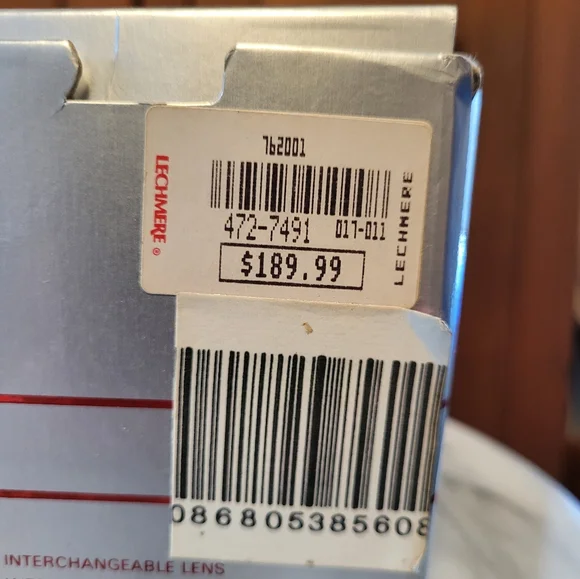 762001
LECHMERE®
472-7491 017-011
LECHMERE
$189.99
086805385608
INTERCHANGEABLE LENS